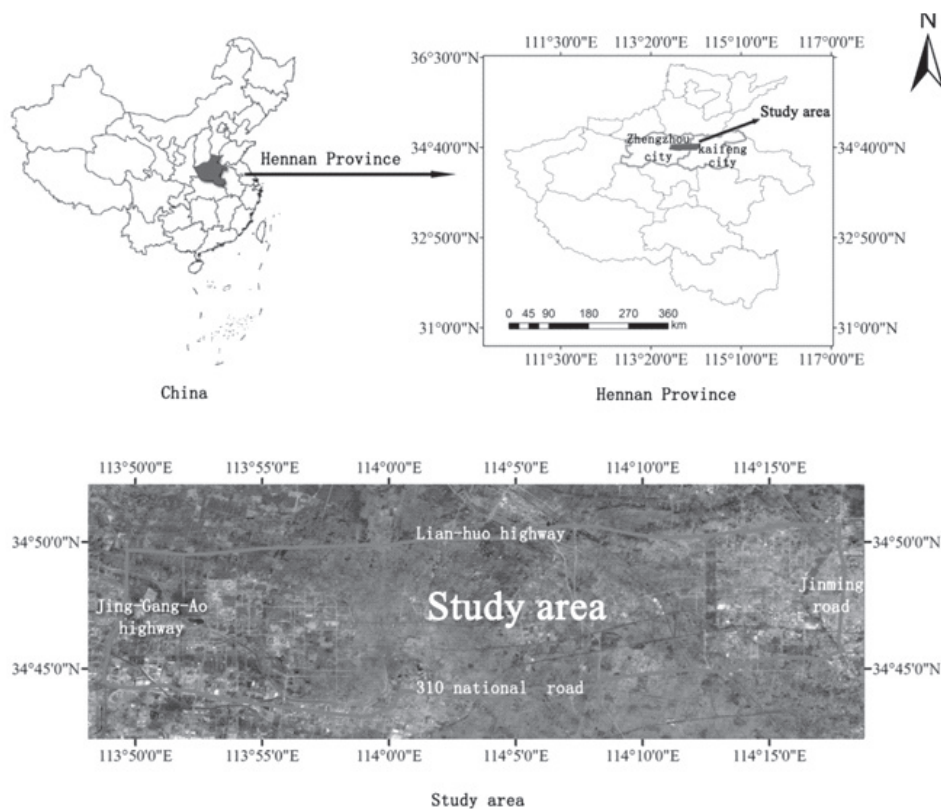 N
111°30'0"E 113°20'0"E 115°10'0"E 117°0'0"E
36°30'0"N
36°30'0"N
Study area
Zhengzhou
city
kaifeng
city
34°40'0"N
34°40'0"N
Hennan Province
32°50'0"N
32°50'0"N
0 45 90 180 270 360
km
31°0'0"N
31°0'0"N
111°30'0"E 113°20'0"E 115°10'0"E 117°0'0"E
China
Hennan Province
113°50'0"E 113°55'0"E 114°0'0"E 114°5'0"E 114°10'0"E 114°15'0"E
Lian-huo highway
34°50'0"N
34°50'0"N
Jing-Gang-Ao
highway
Study area
Jinming
road
34°45'0"N
34°45'0"N
310 national road
113°50'0"E 113°55'0"E 114°0'0"E 114°5'0"E 114°10'0"E 114°15'0"E
Study area